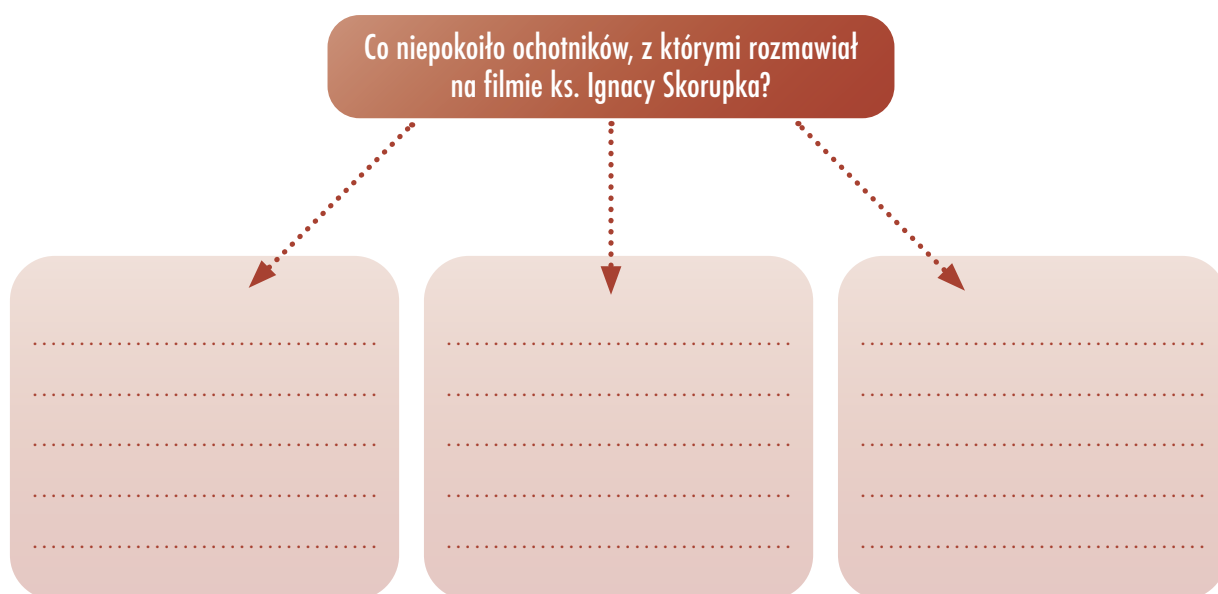 Co niepokoiło ochotników, z którymi rozmawiał
na filmie ks. Ignacy Skorupka?